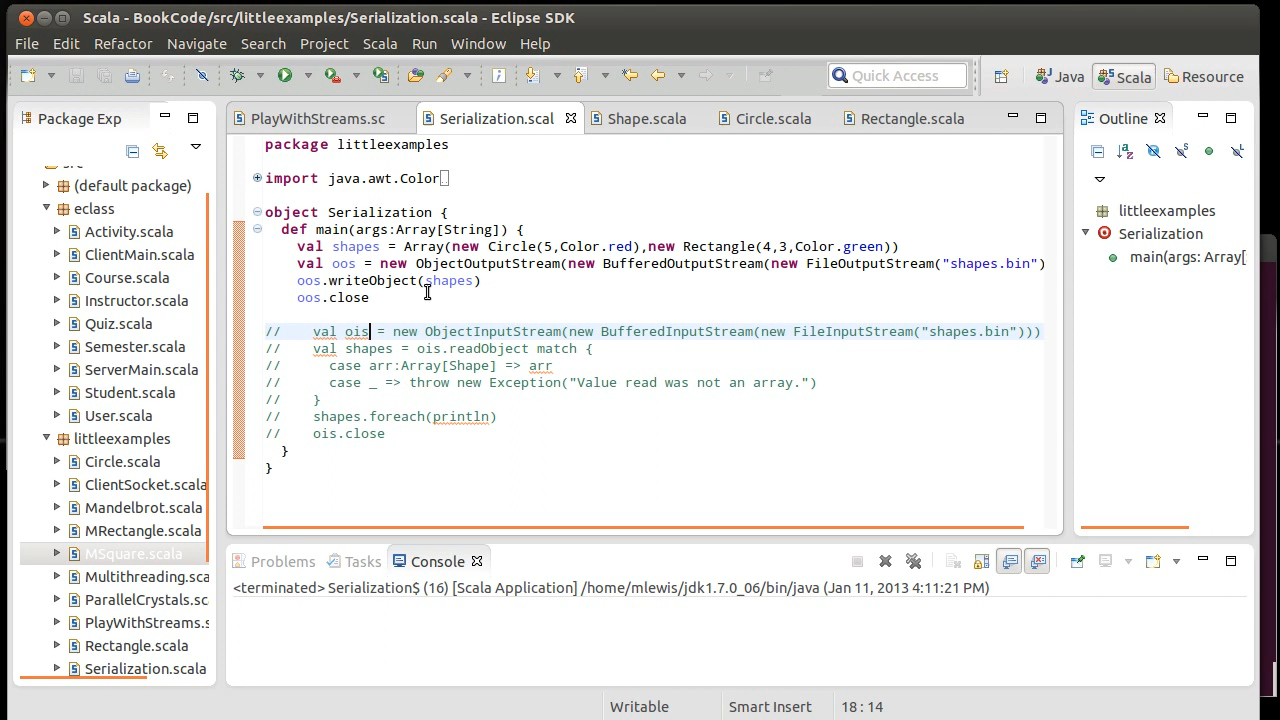 Scala - BookCode/src/littleexamples/Serialization.scala - Eclipse SDK
File Edit Refactor Navigate Search Project Scala Run Window Help
Quick Access Java Scala Resource
Package Exp
(default package)
eclass
Activity.scala
ClientMain.scala
Course.scala
Instructor.scala
Quiz.scala
Semester.scala
ServerMain.scala
Student.scala
User.scala
littleexamples
Circle.scala
ClientSocket.scala
Mandelbrot.scala
MRectangle.scala
MSquare.scala
Multithreading.sca
ParallelCrystals.sc
PlayWithStreams.s
Rectangle.scala
Serialization.scala
PlayWithStreams.sc Serialization.scal Shape.scala Circle.scala Rectangle.scala
package littleexamples
import java.awt.Color
object Serialization {
def main(args:Array[String]) {
val shapes = Array(new Circle(5,Color.red),new Rectangle(4,3,Color.green))
val oos = new ObjectOutputStream(new BufferedOutputStream(new FileOutputStream("shapes.bin")
oos.writeObject(shapes)
oos.close
// val ois = new ObjectInputStream(new BufferedInputStream(new FileInputStream("shapes.bin")))
// val shapes = ois.readObject match {
// case arr:Array[Shape] => arr
// case _ => throw new Exception("Value read was not an array.")
// }
// shapes.foreach(println)
// ois.close
}
}
Outline
littleexamples
Serialization
main(args: Array[
Problems Tasks Console
<terminated> Serialization$ (16) [Scala Application] /home/mlewis/jdk1.7.0_06/bin/java (Jan 11, 2013 4:11:21 PM)
Writable Smart Insert 18 : 14